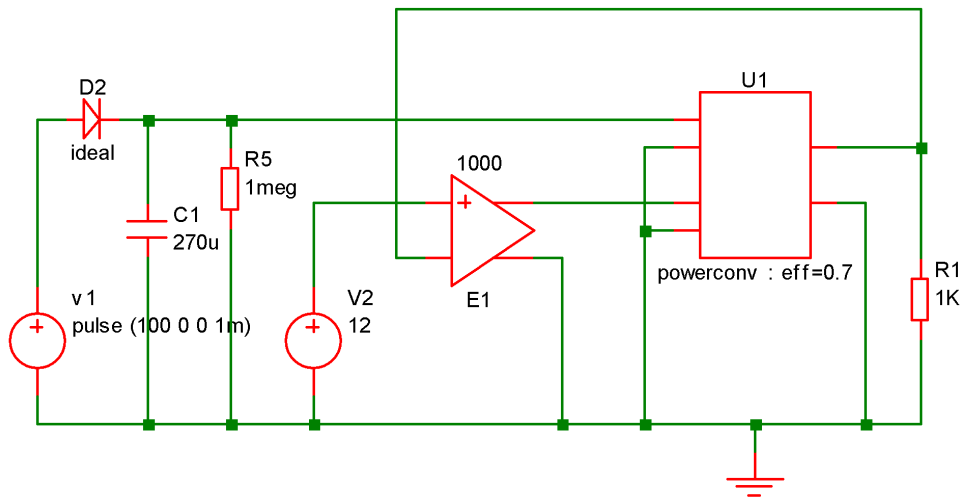 U1
D2
ideal
R5
1meg
1000
C1
270u
E1
powerconv : eff=0.7
R1
1K
v1
pulse (100 0 0 1m)
V2
12